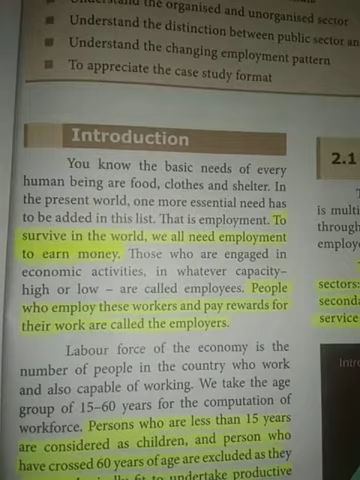 the organised and unorganised sector
Understand the distinction between public sector an
Understand the changing employment pattern
To appreciate the case study format
Introduction
You know the basic needs of every
human being are food, clothes and shelter. In
the present world, one more essential need has
to be added in this list. That is employment. To
survive in the world, we all need employment
to earn money. Those who are engaged in
economic activities, in whatever capacity–
high or low – are called employees. People
who employ these workers and pay rewards for
their work are called the employers.
Labour force of the economy is the
number of people in the country who work
and also capable of working. We take the age
group of 15–60 years for the computation of
workforce. Persons who are less than 15 years
are considered as children, and person who
have crossed 60 years of age are excluded as they
fit to undertake productive
2.1
is multi
through
employ
sectors:
seconda
service
Intro